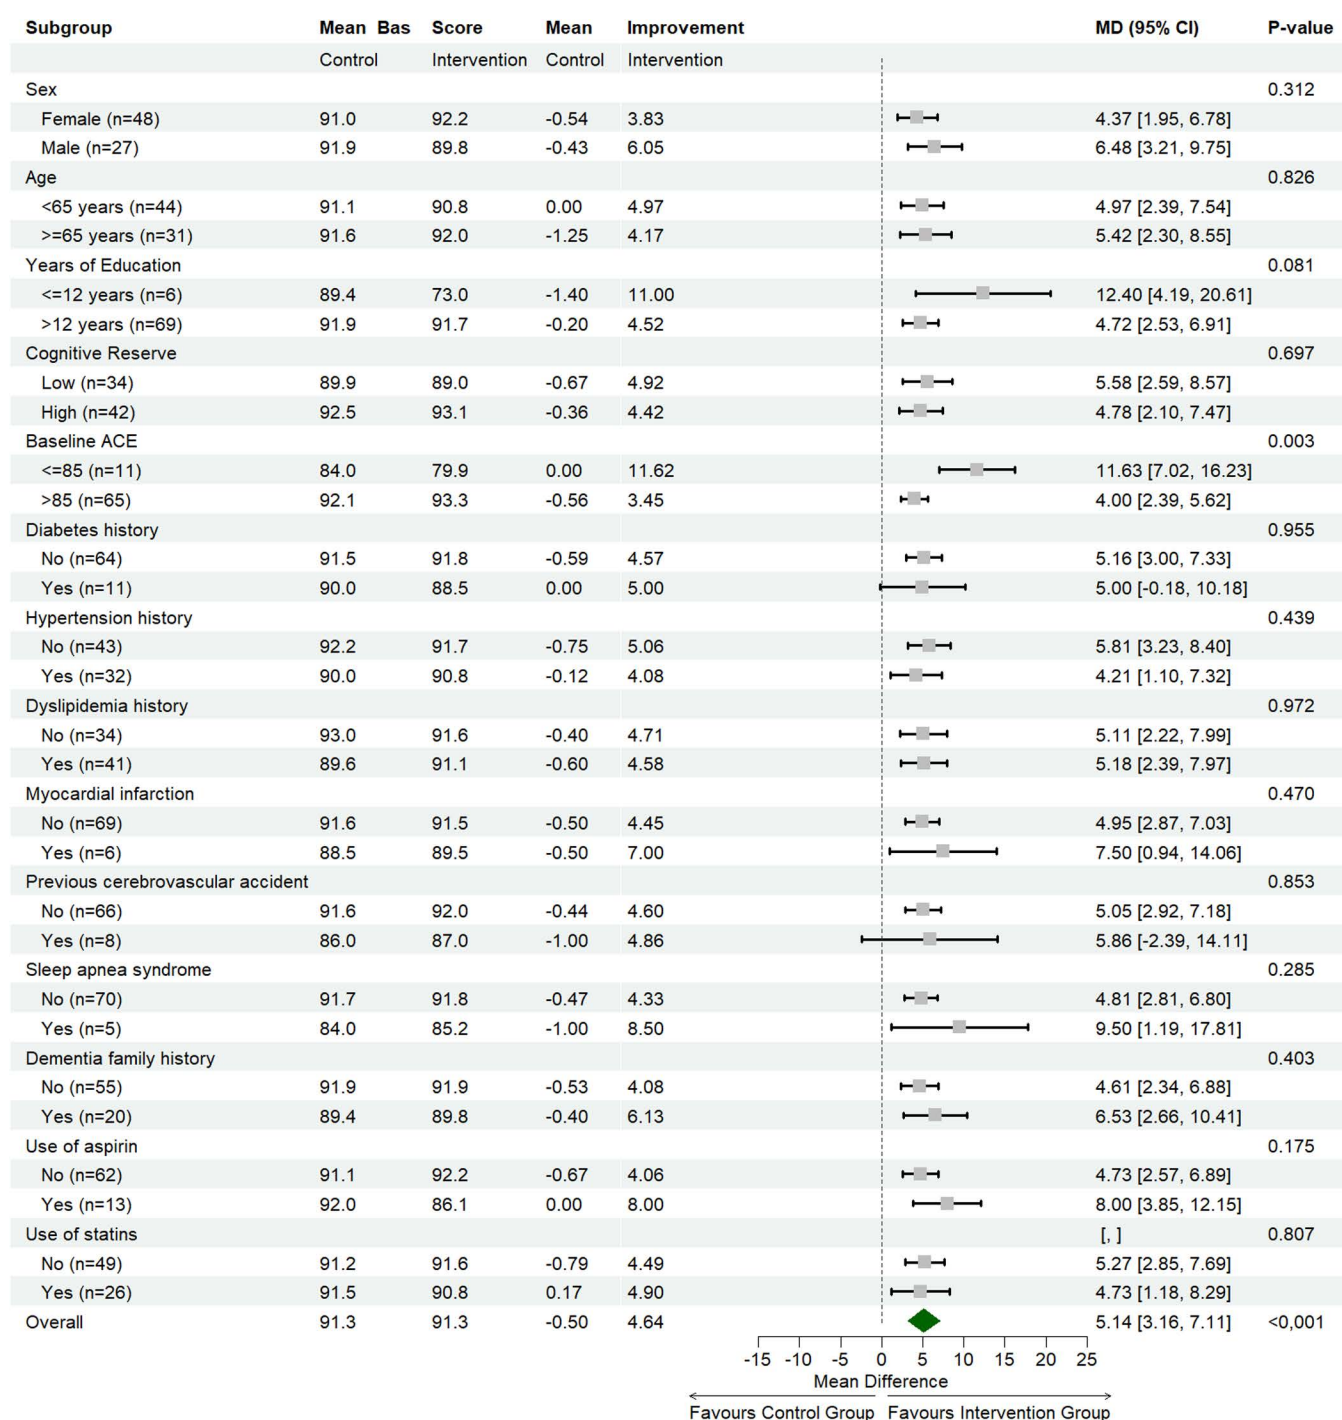 Subgroup Mean Bas Score Mean Improvement MD (95% CI) P-value
Control Intervention Control Intervention
Sex 0.312
Female (n=48) 91.0 92.2 -0.54 3.83 4.37 [1.95, 6.78]
Male (n=27) 91.9 89.8 -0.43 6.05 6.48 [3.21, 9.75]
Age 0.826
<65 years (n=44) 91.1 90.8 0.00 4.97 4.97 [2.39, 7.54]
>=65 years (n=31) 91.6 92.0 -1.25 4.17 5.42 [2.30, 8.55]
Years of Education 0.081
<=12 years (n=6) 89.4 73.0 -1.40 11.00 12.40 [4.19, 20.61]
>12 years (n=69) 91.9 91.7 -0.20 4.52 4.72 [2.53, 6.91]
Cognitive Reserve 0.697
Low (n=34) 89.9 89.0 -0.67 4.92 5.58 [2.59, 8.57]
High (n=42) 92.5 93.1 -0.36 4.42 4.78 [2.10, 7.47]
Baseline ACE 0.003
<=85 (n=11) 84.0 79.9 0.00 11.62 11.63 [7.02, 16.23]
>85 (n=65) 92.1 93.3 -0.56 3.45 4.00 [2.39, 5.62]
Diabetes history 0.955
No (n=64) 91.5 91.8 -0.59 4.57 5.16 [3.00, 7.33]
Yes (n=11) 90.0 88.5 0.00 5.00 5.00 [-0.18, 10.18]
Hypertension history 0.439
No (n=43) 92.2 91.7 -0.75 5.06 5.81 [3.23, 8.40]
Yes (n=32) 90.0 90.8 -0.12 4.08 4.21 [1.10, 7.32]
Dyslipidemia history 0.972
No (n=34) 93.0 91.6 -0.40 4.71 5.11 [2.22, 7.99]
Yes (n=41) 89.6 91.1 -0.60 4.58 5.18 [2.39, 7.97]
Myocardial infarction 0.470
No (n=69) 91.6 91.5 -0.50 4.45 4.95 [2.87, 7.03]
Yes (n=6) 88.5 89.5 -0.50 7.00 7.50 [0.94, 14.06]
Previous cerebrovascular accident 0.853
No (n=66) 91.6 92.0 -0.44 4.60 5.05 [2.92, 7.18]
Yes (n=8) 86.0 87.0 -1.00 4.86 5.86 [-2.39, 14.11]
Sleep apnea syndrome 0.285
No (n=70) 91.7 91.8 -0.47 4.33 4.81 [2.81, 6.80]
Yes (n=5) 84.0 85.2 -1.00 8.50 9.50 [1.19, 17.81]
Dementia family history 0.403
No (n=55) 91.9 91.9 -0.53 4.08 4.61 [2.34, 6.88]
Yes (n=20) 89.4 89.8 -0.40 6.13 6.53 [2.66, 10.41]
Use of aspirin 0.175
No (n=62) 91.1 92.2 -0.67 4.06 4.73 [2.57, 6.89]
Yes (n=13) 92.0 86.1 0.00 8.00 8.00 [3.85, 12.15]
Use of statins [, ] 0.807
No (n=49) 91.2 91.6 -0.79 4.49 5.27 [2.85, 7.69]
Yes (n=26) 91.5 90.8 0.17 4.90 4.73 [1.18, 8.29]
Overall 91.3 91.3 -0.50 4.64 5.14 [3.16, 7.11] <0,001
-15 -10 -5 0 5 10 15 20 25
Mean Difference
Favours Control Group Favours Intervention Group